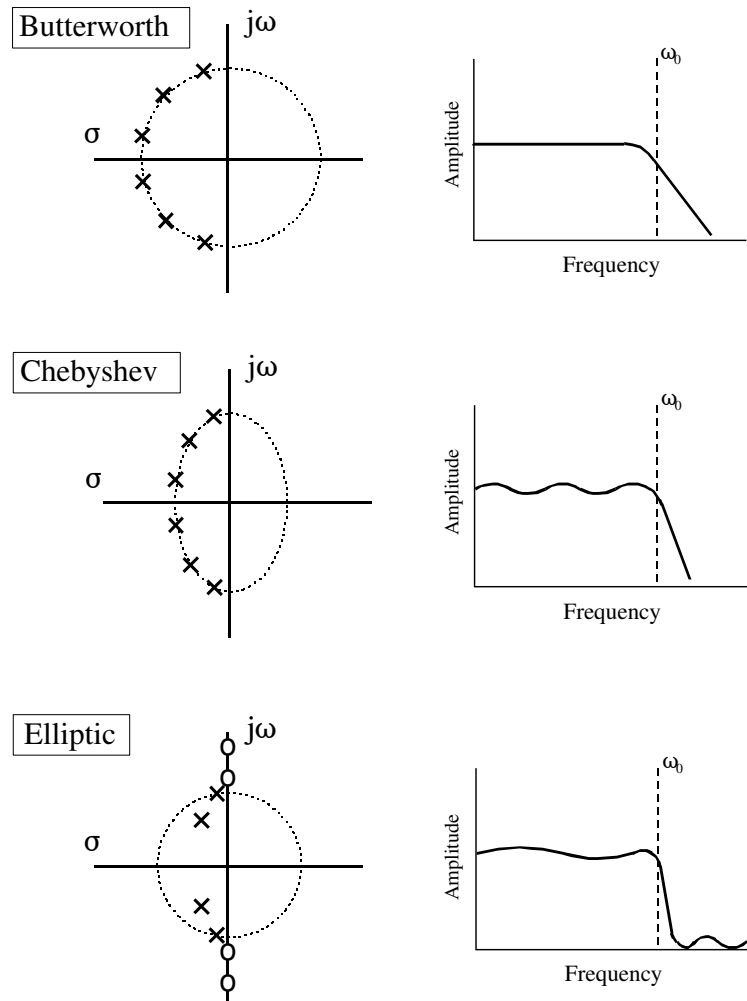 Butterworth
jω
σ
ω0
Amplitude
Frequency
Chebyshev
jω
σ
ω0
Amplitude
Frequency
Elliptic
jω
σ
ω0
Amplitude
Frequency